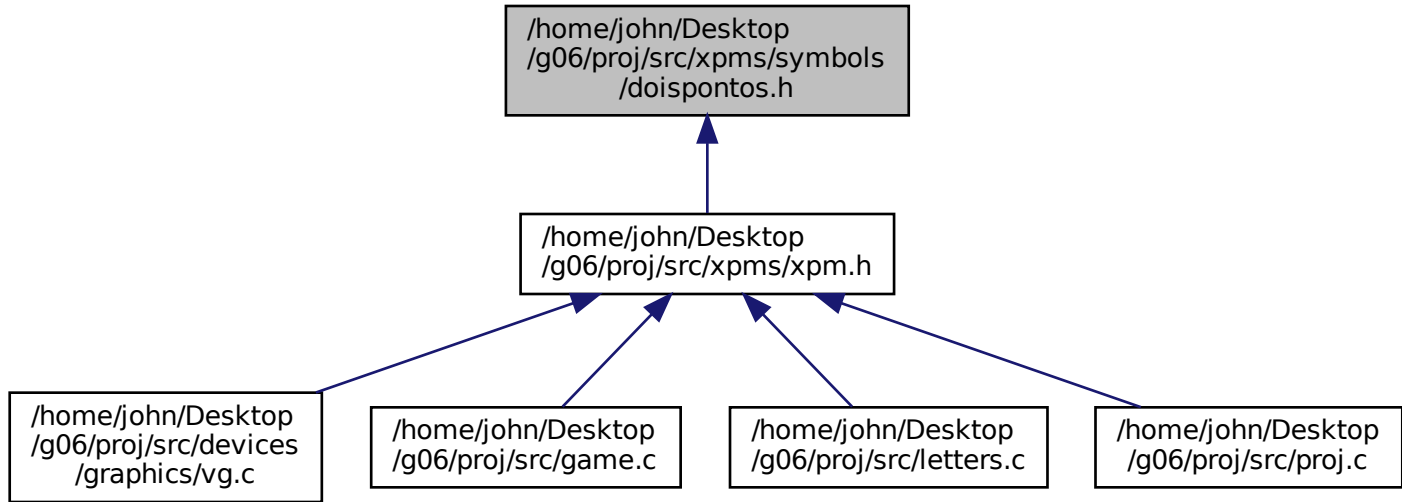 /home/john/Desktop
/g06/proj/src/xpms/symbols
/doispontos.h
/home/john/Desktop
/g06/proj/src/xpms/xpm.h
/home/john/Desktop
/g06/proj/src/devices
/graphics/vg.c
/home/john/Desktop
/g06/proj/src/game.c
/home/john/Desktop
/g06/proj/src/letters.c
/home/john/Desktop
/g06/proj/src/proj.c